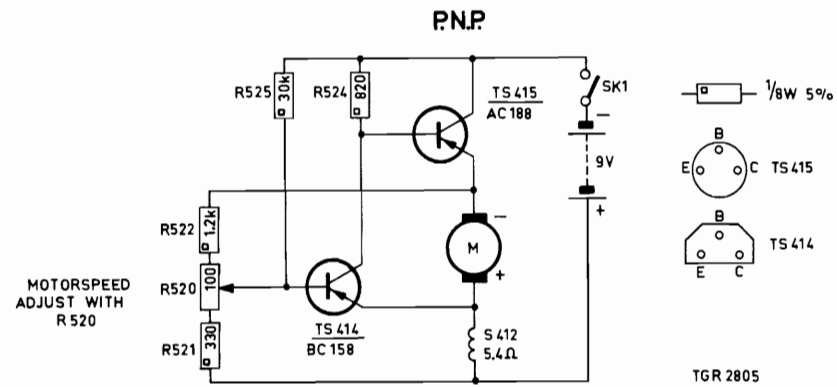 P.N.P.
R525
30k
R524
820
TS 415
AC 188
SK1
−
9V
+
1/8W 5%
B
E
C
TS 415
B
E
C
TS 414
R522
1.2k
−
M
+
MOTORSPEED
ADJUST WITH
R 520
R520
100
R521
330
TS 414
BC 158
S 412
5,4Ω
TGR 2805